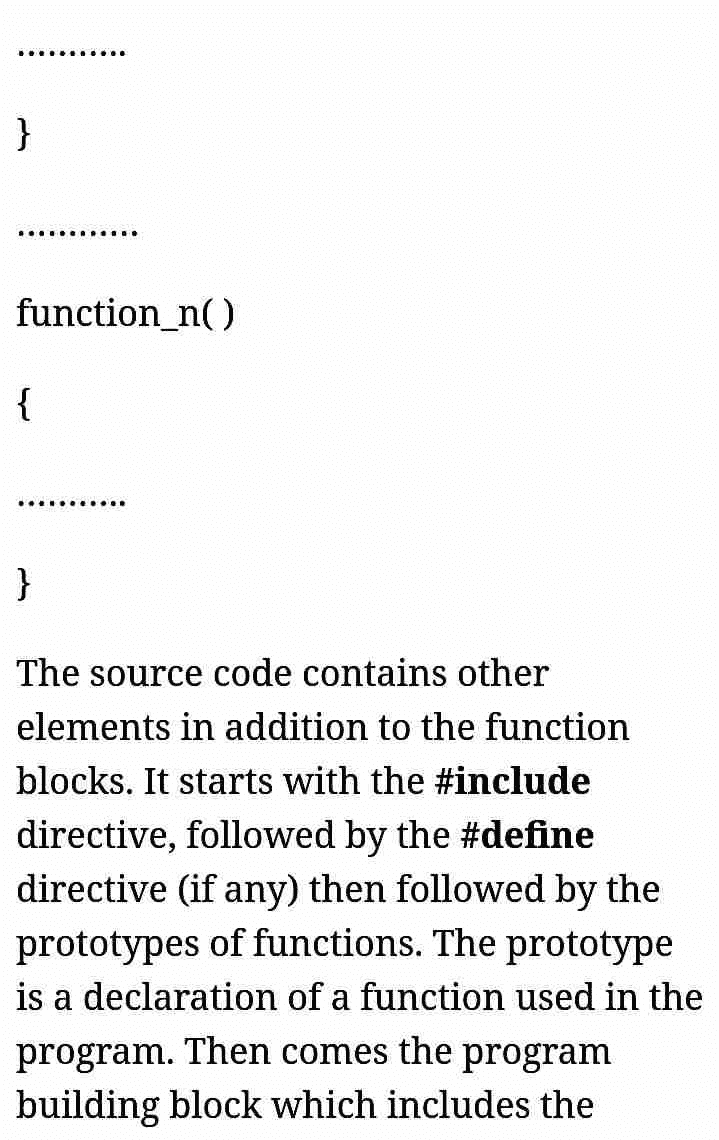 ...........
}
............
function_n( )
{
...........
}
The source code contains other
elements in addition to the function
blocks. It starts with the #include
directive, followed by the #define
directive (if any) then followed by the
prototypes of functions. The prototype
is a declaration of a function used in the
program. Then comes the program
building block which includes the